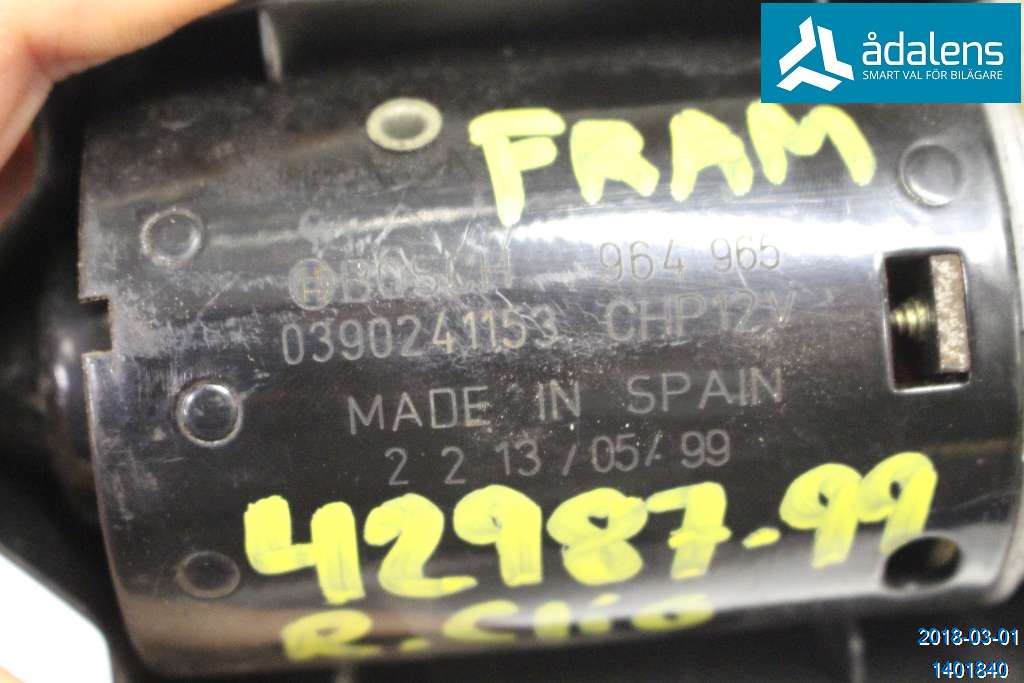 ådalens
SMART VAL FÖR BILÄGARE
FRAM
BOSCH 964 965
0390241153 CHP12V
MADE IN SPAIN
2 2 13/05/99
42987-99
R.Clio
2018-03-01
1401840